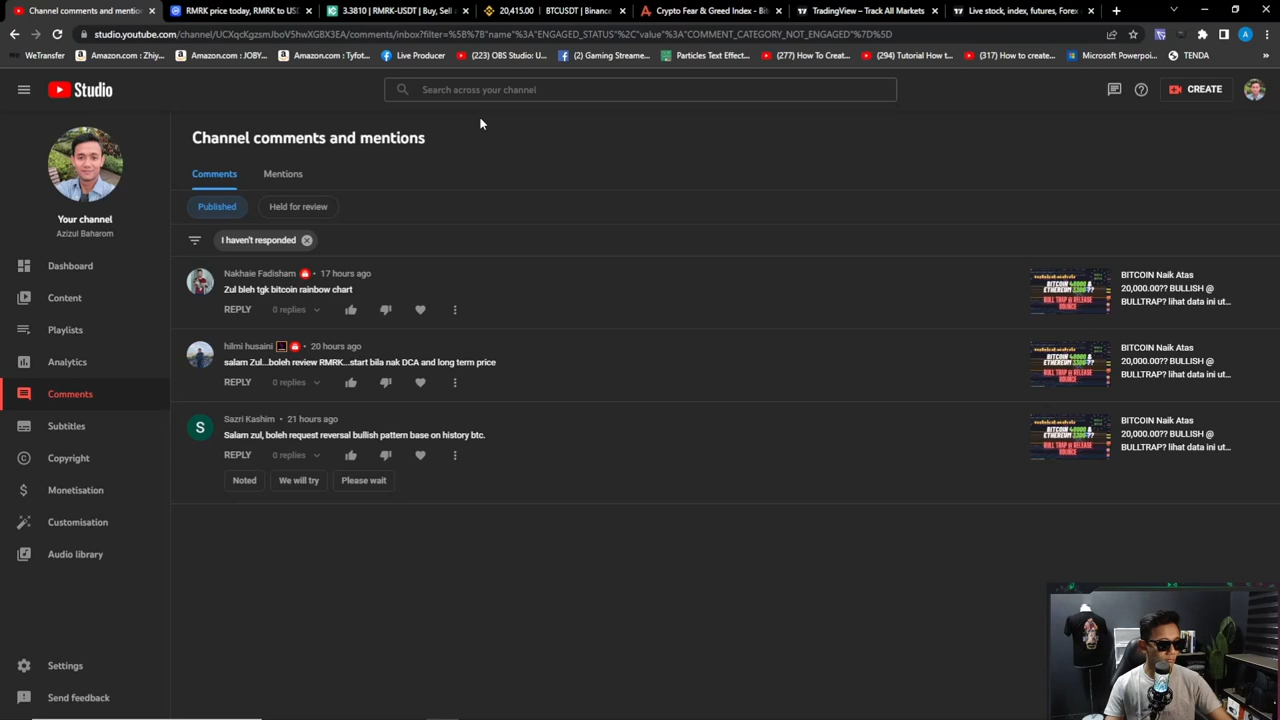 Channel comments and mentio
RMRK price today, RMRK to USD
3.3810 | RMRK-USDT | Buy, Sell
20,415.00 BTCUSDT | Binance
Crypto Fear & Greed Index - Bit
TradingView – Track All Markets
Live stock, index, futures, Forex
studio.youtube.com/channel/UCXqcKgzsmJboV5hwXGBX3EA/comments/inbox?filter=%5B%7B"name"%3A"ENGAGED_STATUS"%2C"value"%3A"COMMENT_CATEGORY_NOT_ENGAGED"%7D%5D
A
WeTransfer
Amazon.com : Zhiy...
Amazon.com : JOBY...
Amazon.com : Tyfot...
Live Producer
(223) OBS Studio: U...
(2) Gaming Streame...
Particles Text Effect...
(277) How To Create...
(294) Tutorial How t...
(317) How to create...
Microsoft Powerpoi...
TENDA
Studio
Search across your channel
CREATE
Channel comments and mentions
Comments
Mentions
Published
Held for review
I haven't responded
Your channel
Azizul Baharom
Dashboard
Content
Playlists
Analytics
Comments
Subtitles
Copyright
Monetisation
Customisation
Audio library
Settings
Send feedback
Nakhaie Fadisham • 17 hours ago
Zul bleh tgk bitcoin rainbow chart
REPLY 0 replies
BITCOIN Naik Atas
20,000.00?? BULLISH @
BULLTRAP? lihat data ini ut...
hilmi husaini • 20 hours ago
salam Zul...boleh review RMRK...start bila nak DCA and long term price
REPLY 0 replies
BITCOIN Naik Atas
20,000.00?? BULLISH @
BULLTRAP? lihat data ini ut...
S
Sazri Kashim • 21 hours ago
Salam zul, boleh request reversal bullish pattern base on history btc.
REPLY 0 replies
Noted
We will try
Please wait
BITCOIN Naik Atas
20,000.00?? BULLISH @
BULLTRAP? lihat data ini ut...